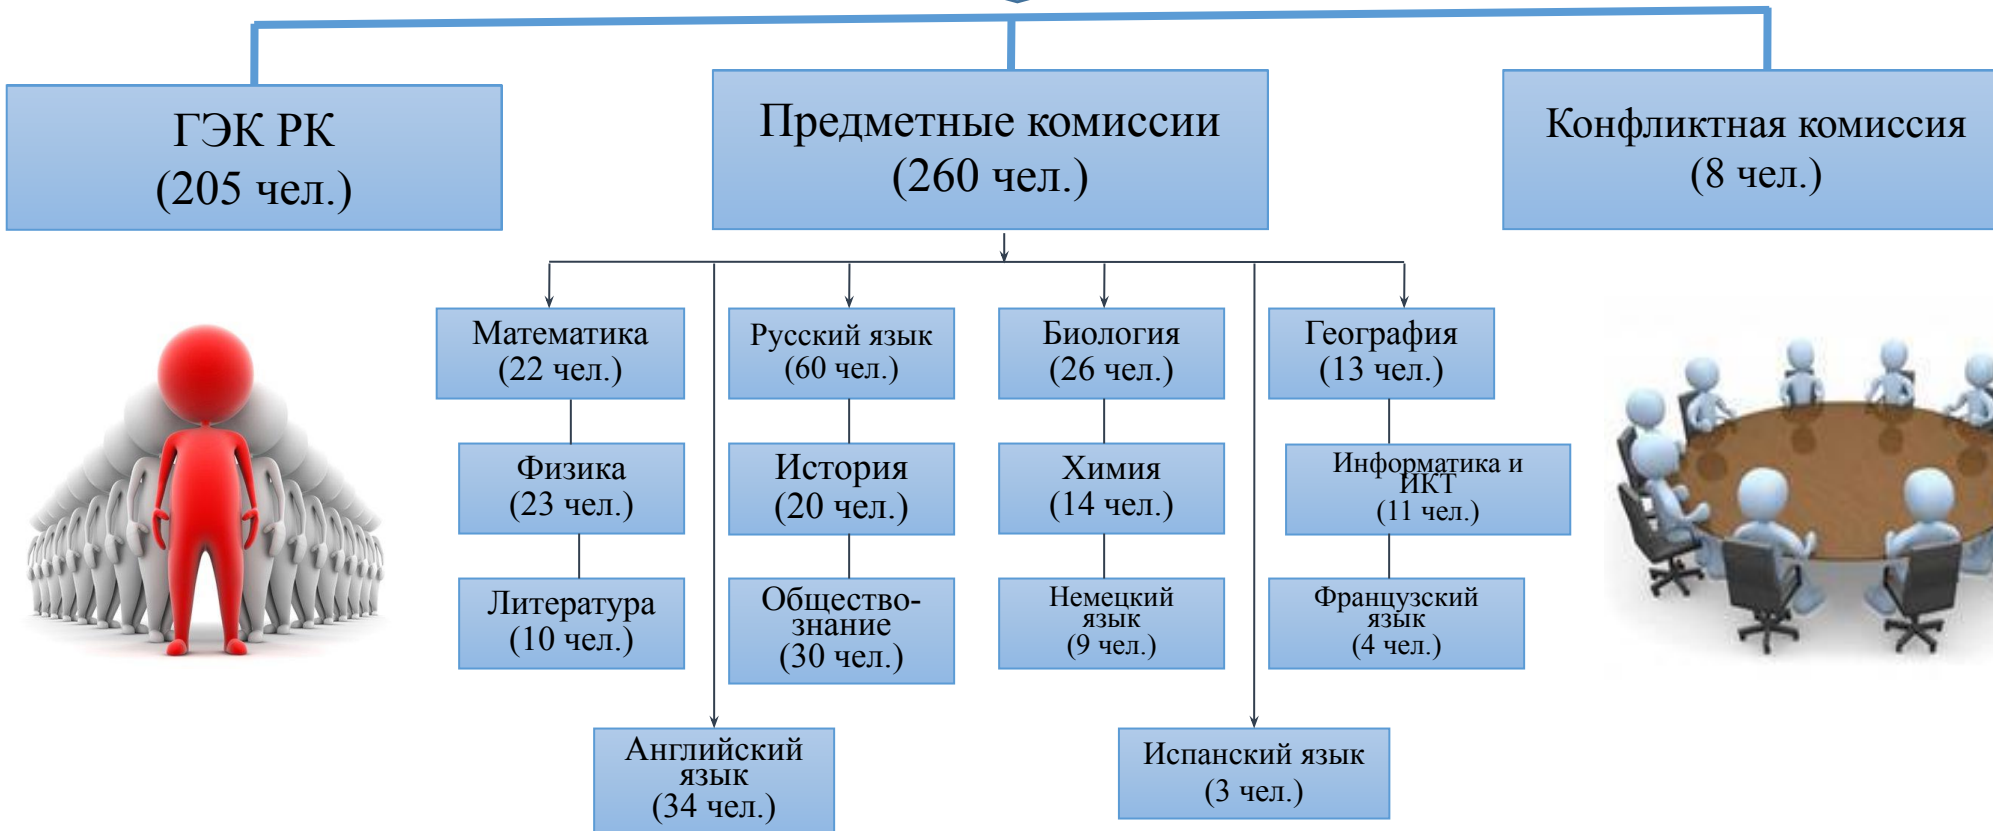 ГЭК РК
(205 чел.)
Предметные комиссии
(260 чел.)
Конфликтная комиссия
(8 чел.)
Математика
(22 чел.)
Русский язык
(60 чел.)
Биология
(26 чел.)
География
(13 чел.)
Физика
(23 чел.)
История
(20 чел.)
Химия
(14 чел.)
Информатика и
ИКТ
(11 чел.)
Литература
(10 чел.)
Общество-
знание
(30 чел.)
Немецкий
язык
(9 чел.)
Французский
язык
(4 чел.)
Английский
язык
(34 чел.)
Испанский язык
(3 чел.)